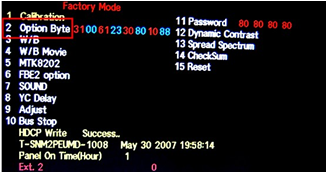 Factory Mode
1 Calibration
2 Option Byte 31 00 61 23 30 80 10 88
3 W/B
4 W/B Movie
5 MTK8202
6 FBE2 option
7 SOUND
8 YC Delay
9 Adjust
10 Bus Stop
11 Password 80 80 80 80
12 Dynamic Contrast
13 Spread Spectrum
14 CheckSum
15 Reset
HDCP Write Success..
T-SNM2PEUMD-1008 May 30 2007 19:58:14
Panel On Time(Hour) 1
Ext. 2 0